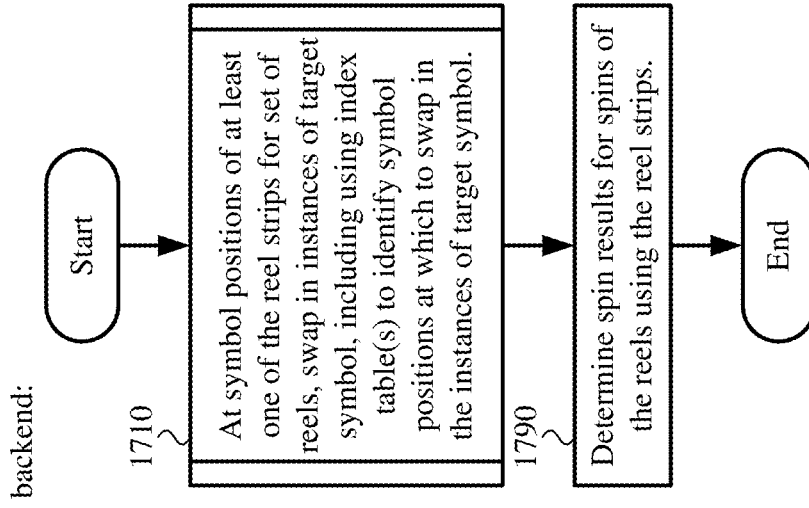 backend:
Start
1710
At symbol positions of at least
one of the reel strips for set of
reels, swap in instances of target
symbol, including using index
table(s) to identify symbol
positions at which to swap in
the instances of target symbol.
1790
Determine spin results for spins of
the reels using the reel strips.
End